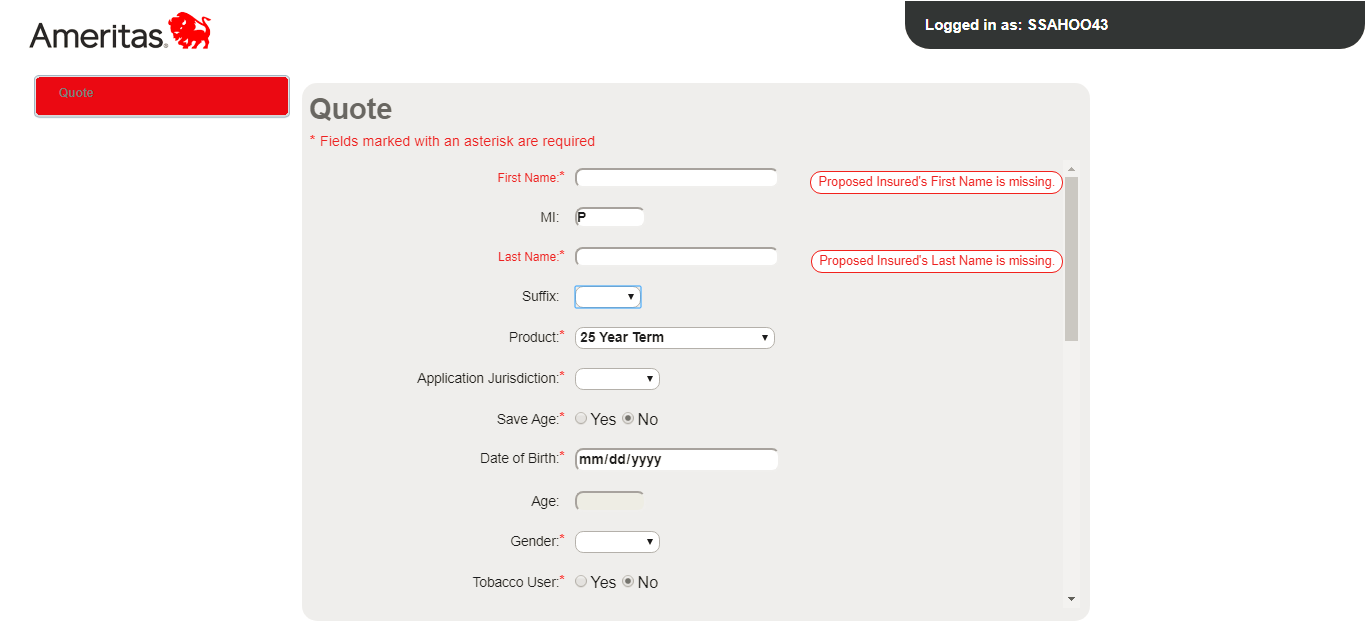 Ameritas
Logged in as: SSAHOO43
Quote
Quote
* Fields marked with an asterisk are required
First Name:* Proposed Insured's First Name is missing.
MI: P
Last Name:* Proposed Insured's Last Name is missing.
Suffix:
Product:* 25 Year Term
Application Jurisdiction:*
Save Age:* Yes No
Date of Birth:* mm/dd/yyyy
Age:
Gender:*
Tobacco User:* Yes No